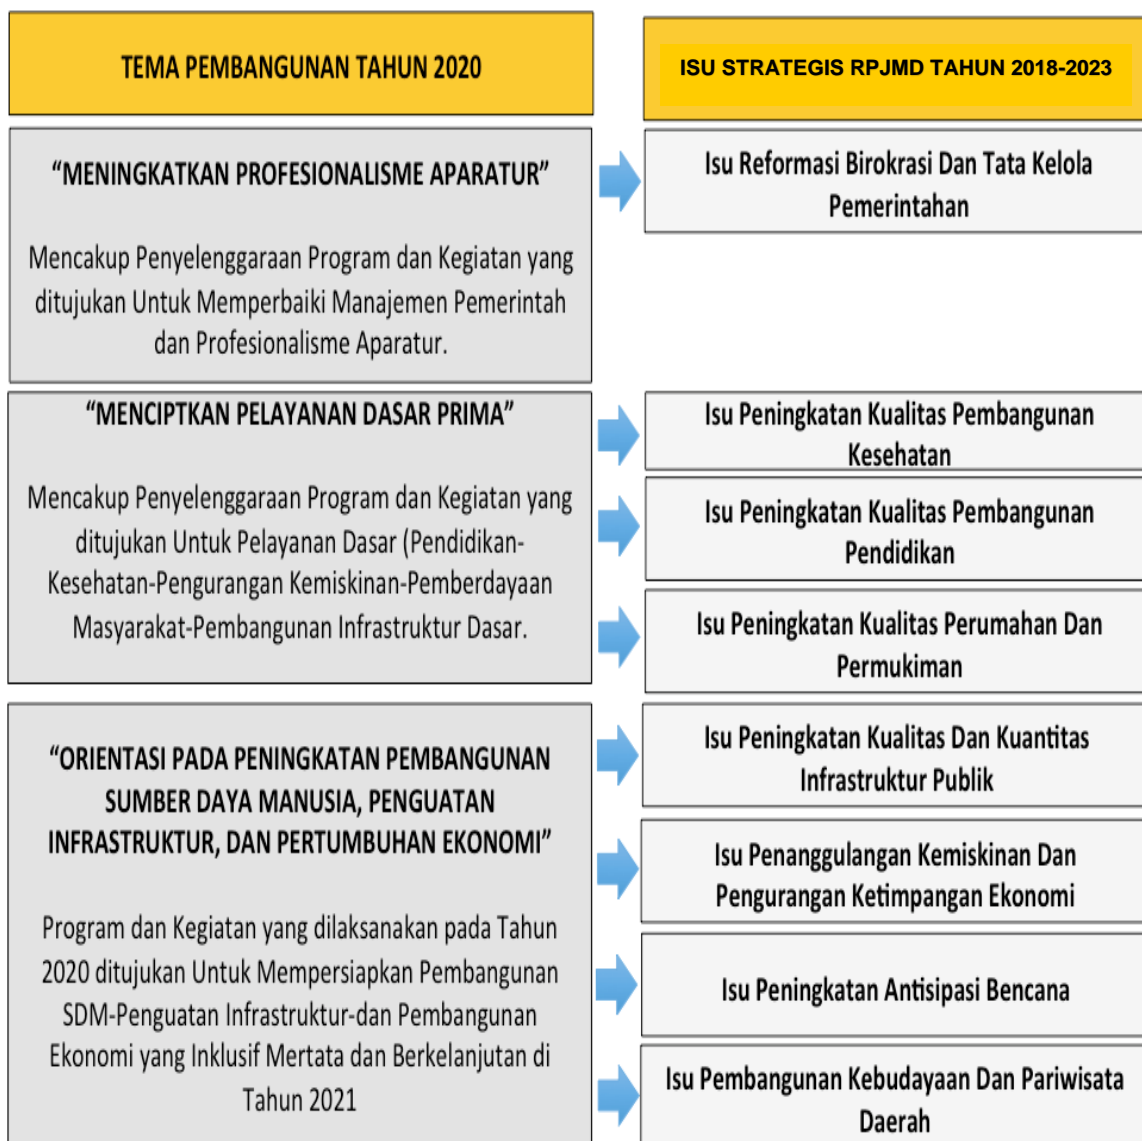 TEMA PEMBANGUNAN TAHUN 2020
ISU STRATEGIS RPJMD TAHUN 2018-2023
“MENINGKATKAN PROFESIONALISME APARATUR”
Mencakup Penyelenggaraan Program dan Kegiatan yang
ditujukan Untuk Memperbaiki Manajemen Pemerintah
dan Profesionalisme Aparatur.
Isu Reformasi Birokrasi Dan Tata Kelola
Pemerintahan
“MENCIPTKAN PELAYANAN DASAR PRIMA”
Mencakup Penyelenggaraan Program dan Kegiatan yang
ditujukan Untuk Pelayanan Dasar (Pendidikan-
Kesehatan-Pengurangan Kemiskinan-Pemberdayaan
Masyarakat-Pembangunan Infrastruktur Dasar.
Isu Peningkatan Kualitas Pembangunan
Kesehatan
Isu Peningkatan Kualitas Pembangunan
Pendidikan
Isu Peningkatan Kualitas Perumahan Dan
Permukiman
“ORIENTASI PADA PENINGKATAN PEMBANGUNAN
SUMBER DAYA MANUSIA, PENGUATAN
INFRASTRUKTUR, DAN PERTUMBUHAN EKONOMI”
Program dan Kegiatan yang dilaksanakan pada Tahun
2020 ditujukan Untuk Mempersiapkan Pembangunan
SDM-Penguatan Infrastruktur-dan Pembangunan
Ekonomi yang Inklusif Mertata dan Berkelanjutan di
Tahun 2021
Isu Peningkatan Kualitas Dan Kuantitas
Infrastruktur Publik
Isu Penanggulangan Kemiskinan Dan
Pengurangan Ketimpangan Ekonomi
Isu Peningkatan Antisipasi Bencana
Isu Pembangunan Kebudayaan Dan Pariwisata
Daerah